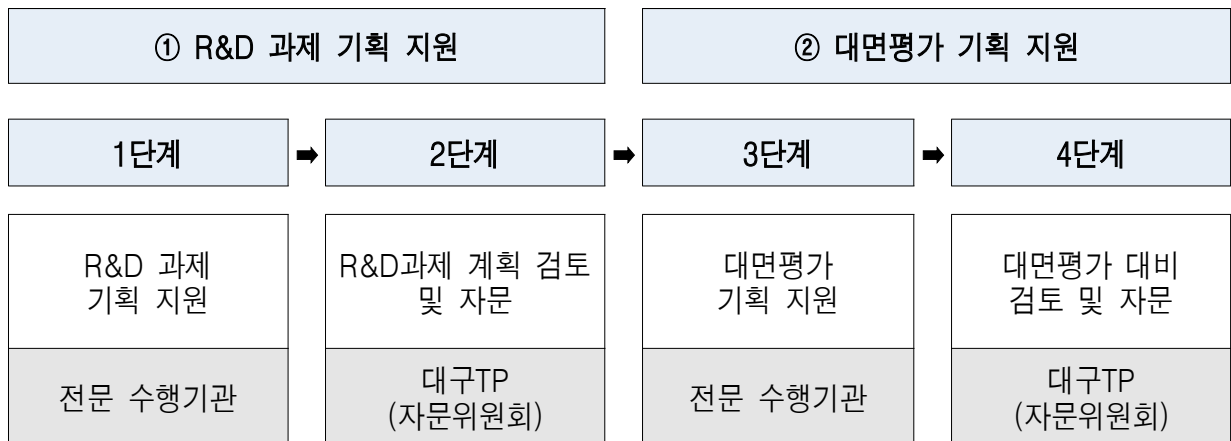 ① R&D 과제 기획 지원
② 대면평가 기획 지원
1단계 ➡ 2단계 ➡ 3단계 ➡ 4단계
R&D 과제
기획 지원
R&D과제 계획 검토
및 자문
대면평가
기획 지원
대면평가 대비
검토 및 자문
전문 수행기관
대구TP
(자문위원회)
전문 수행기관
대구TP
(자문위원회)